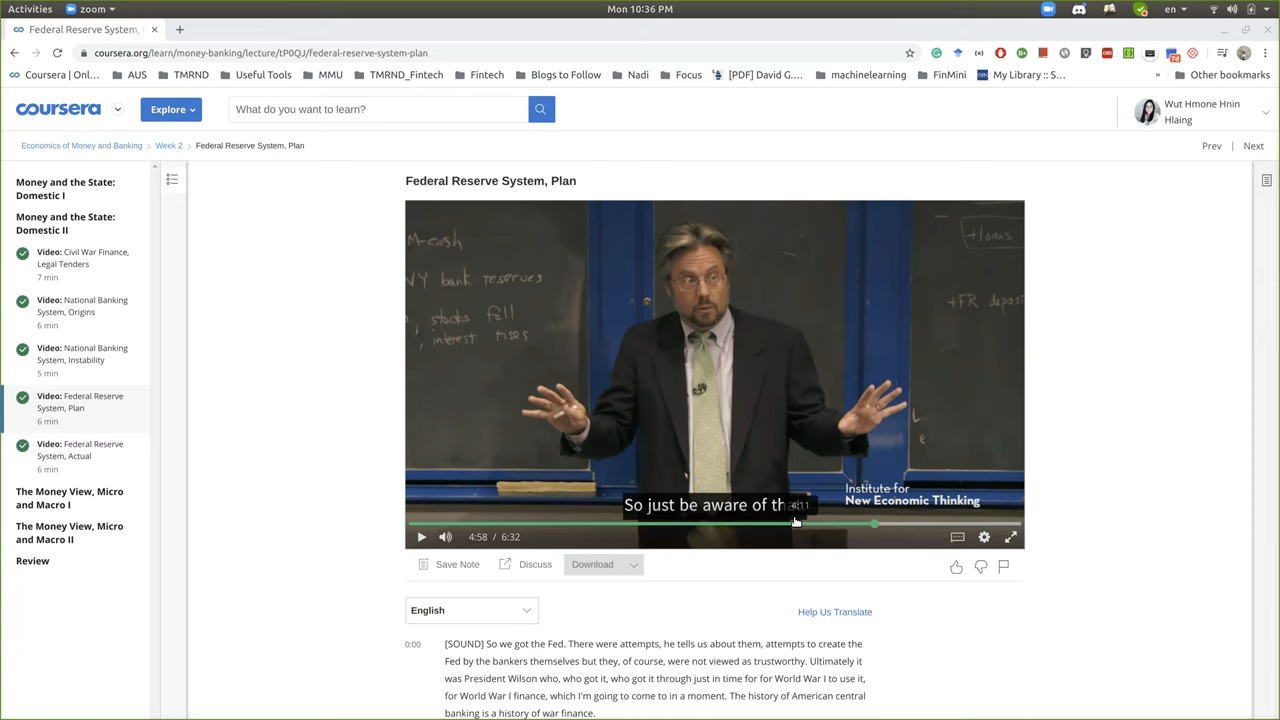 Activities zoom Mon 10:36 PM en
Federal Reserve System,
coursera.org/learn/money-banking/lecture/tP0OJ/federal-reserve-system-plan
Coursera | Onl… AUS TMRND Useful Tools MMU TMRND_Fintech Fintech Blogs to Follow Nadi Focus [PDF] David G.… machinelearning FinMini My Library :: S… » Other bookmarks
coursera Explore What do you want to learn? Wut Hmone Hnin
Hlaing
Economics of Money and Banking > Week 2 > Federal Reserve System, Plan Prev | Next
Money and the State:
Domestic I
Money and the State:
Domestic II
Video: Civil War Finance,
Legal Tenders
7 min
Video: National Banking
System, Origins
6 min
Video: National Banking
System, Instability
5 min
Video: Federal Reserve
System, Plan
6 min
Video: Federal Reserve
System, Actual
6 min
The Money View, Micro
and Macro I
The Money View, Micro
and Macro II
Review
Federal Reserve System, Plan
M-cash
NY bank reserves
stocks fall
, interest rises
+loans
+FR deposi
Institute for
New Economic Thinking
So just be aware of
4:11
4:58 / 6:32
Save Note Discuss Download
English
Help Us Translate
0:00 [SOUND] So we got the Fed. There were attempts, he tells us about them, attempts to create the
Fed by the bankers themselves but they, of course, were not viewed as trustworthy. Ultimately it
was President Wilson who, who got it, who got it through just in time for for World War I to use it,
for World War I finance, which I'm going to come to in a moment. The history of American central
banking is a history of war finance.